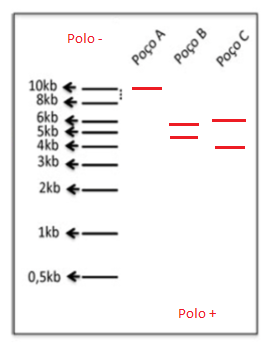 Polo -
Poço A
Poço B
Poço C
10kb
8kb
6kb
5kb
4kb
3kb
2kb
1kb
0,5kb
Polo +